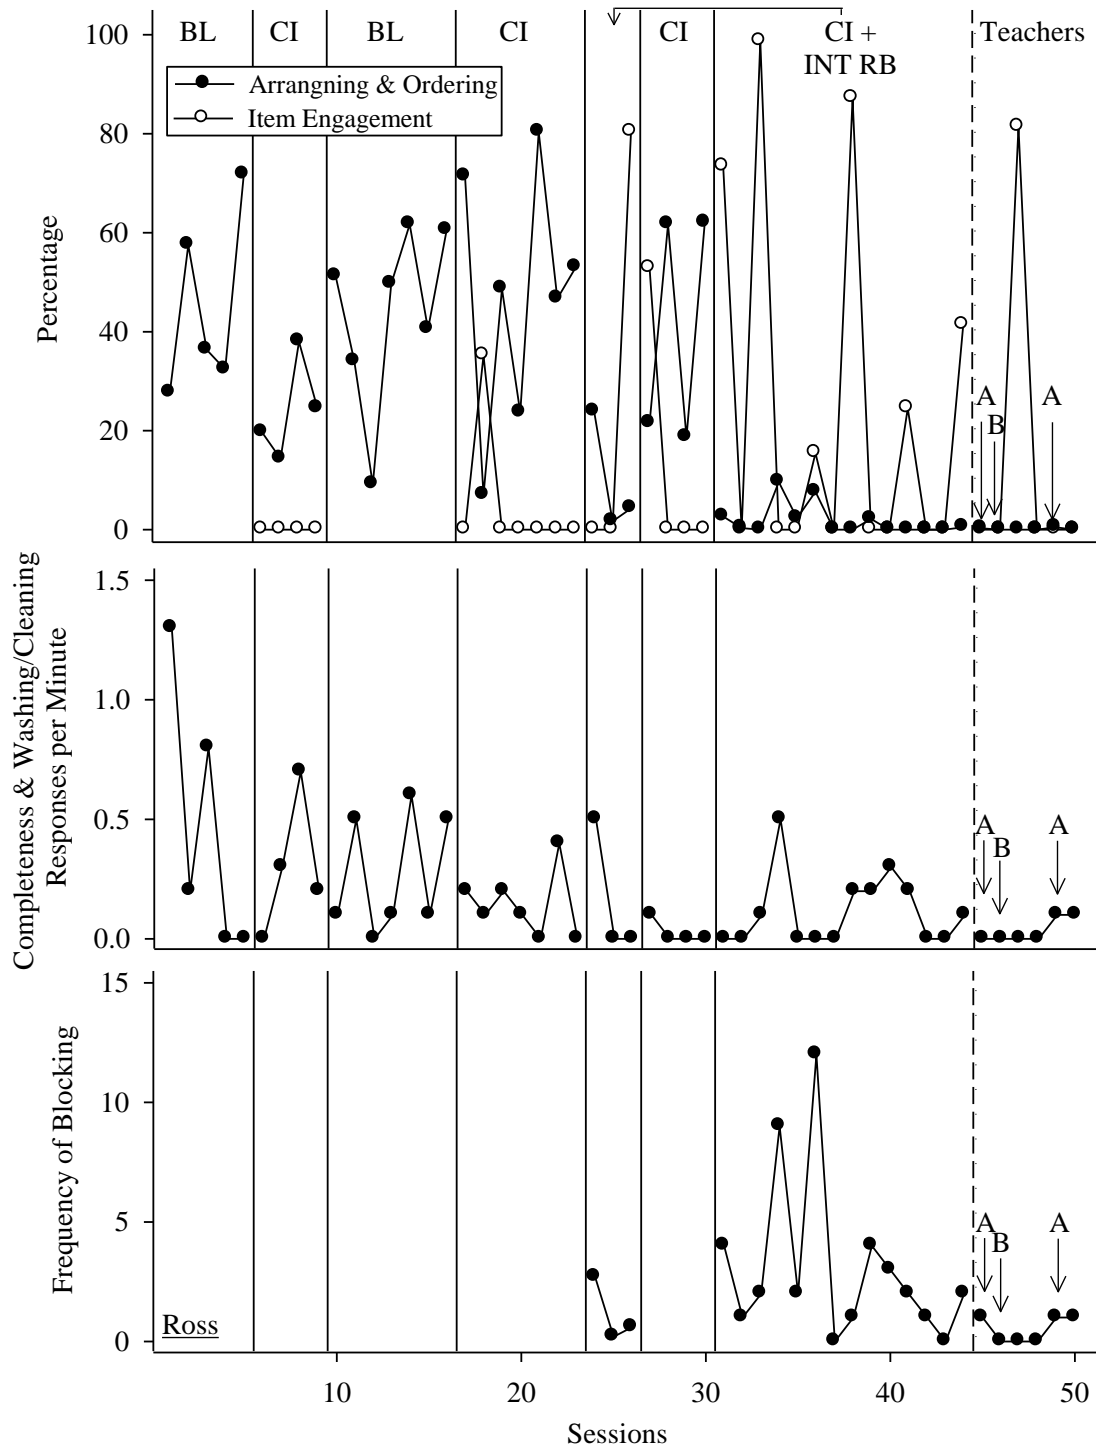 BL CI BL CI CI CI + Teachers
INT RB
Arrangning & Ordering
Item Engagement
100
80
60
40
20
0
Percentage
A
B
A
1.5
1.0
0.5
0.0
Completeness & Washing/Cleaning
Responses per Minute
A
B
A
15
10
5
0
Frequency of Blocking
A
B
A
Ross
10 20 30 40 50
Sessions